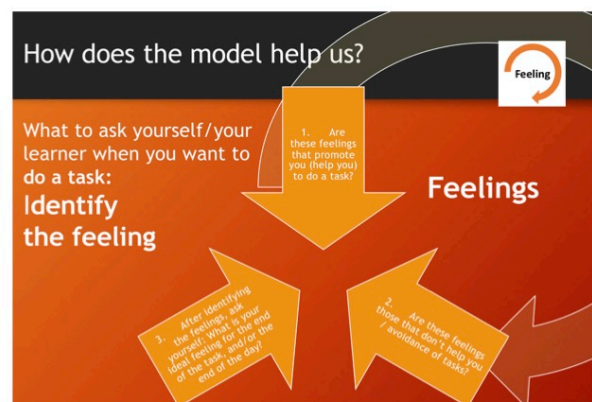 How does the model help us?
Feeling
What to ask yourself/your
learner when you want to
do a task:
Identify
the feeling
1. Are
these feelings
that promote
you (help you)
to do a task?
Feelings
2. Are these feelings
those that don't help you
/ avoidance of tasks?
3. After identifying
the feelings, ask
yourself: What is your
ideal feeling for the end
of the task, and/or the
end of the day?